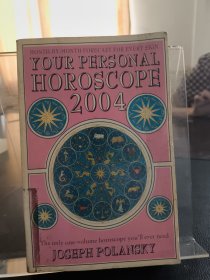 MONTH-BY-MONTH FORECAST FOR EVERY SIGN
YOUR PERSONAL
HOROSCOPE
2004
The only one-volume horoscope you'll ever need
JOSEPH POLANSKY